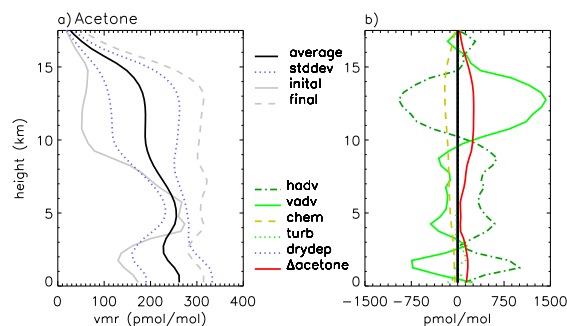 a) Acetone
b)
15
10
5
0
height (km)
0 100 200 300 400
vmr (pmol/mol)
average
stddev
inital
final
hadv
vadv
chem
turb
drydep
Δacetone
15
10
5
0
−1500 −750 0 750 1500
pmol/mol